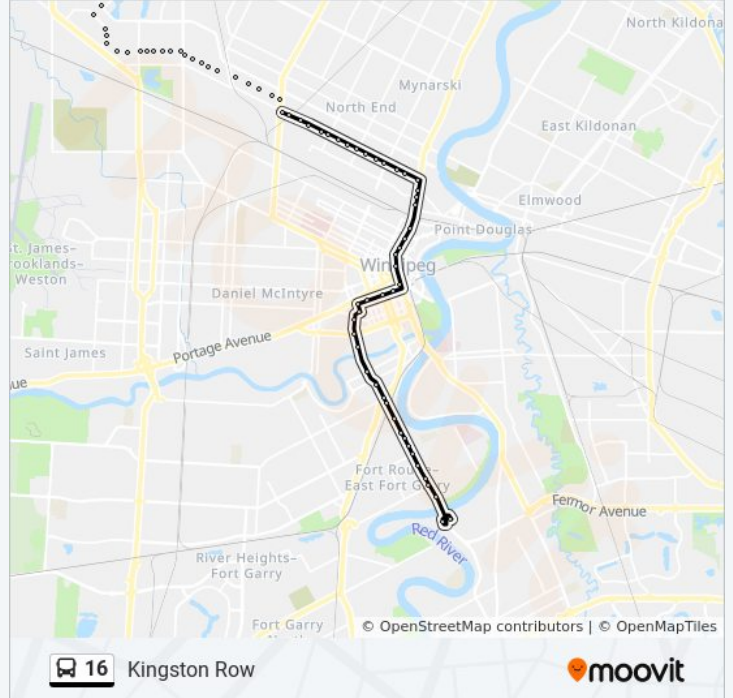 North Kildona
Mynarski
North End
East Kildonan
Elmwood
Point Douglas
St. James–
rooklands–
Weston
Winnipeg
Daniel McIntyre
Portage Avenue
Saint James
ue
Fort Rouge–
East Fort Garry
Fermor Avenue
Red River
River Heights–
Fort Garry
Fort Garry
© OpenStreetMap contributors | © OpenMapTiles
16 Kingston Row
moovit